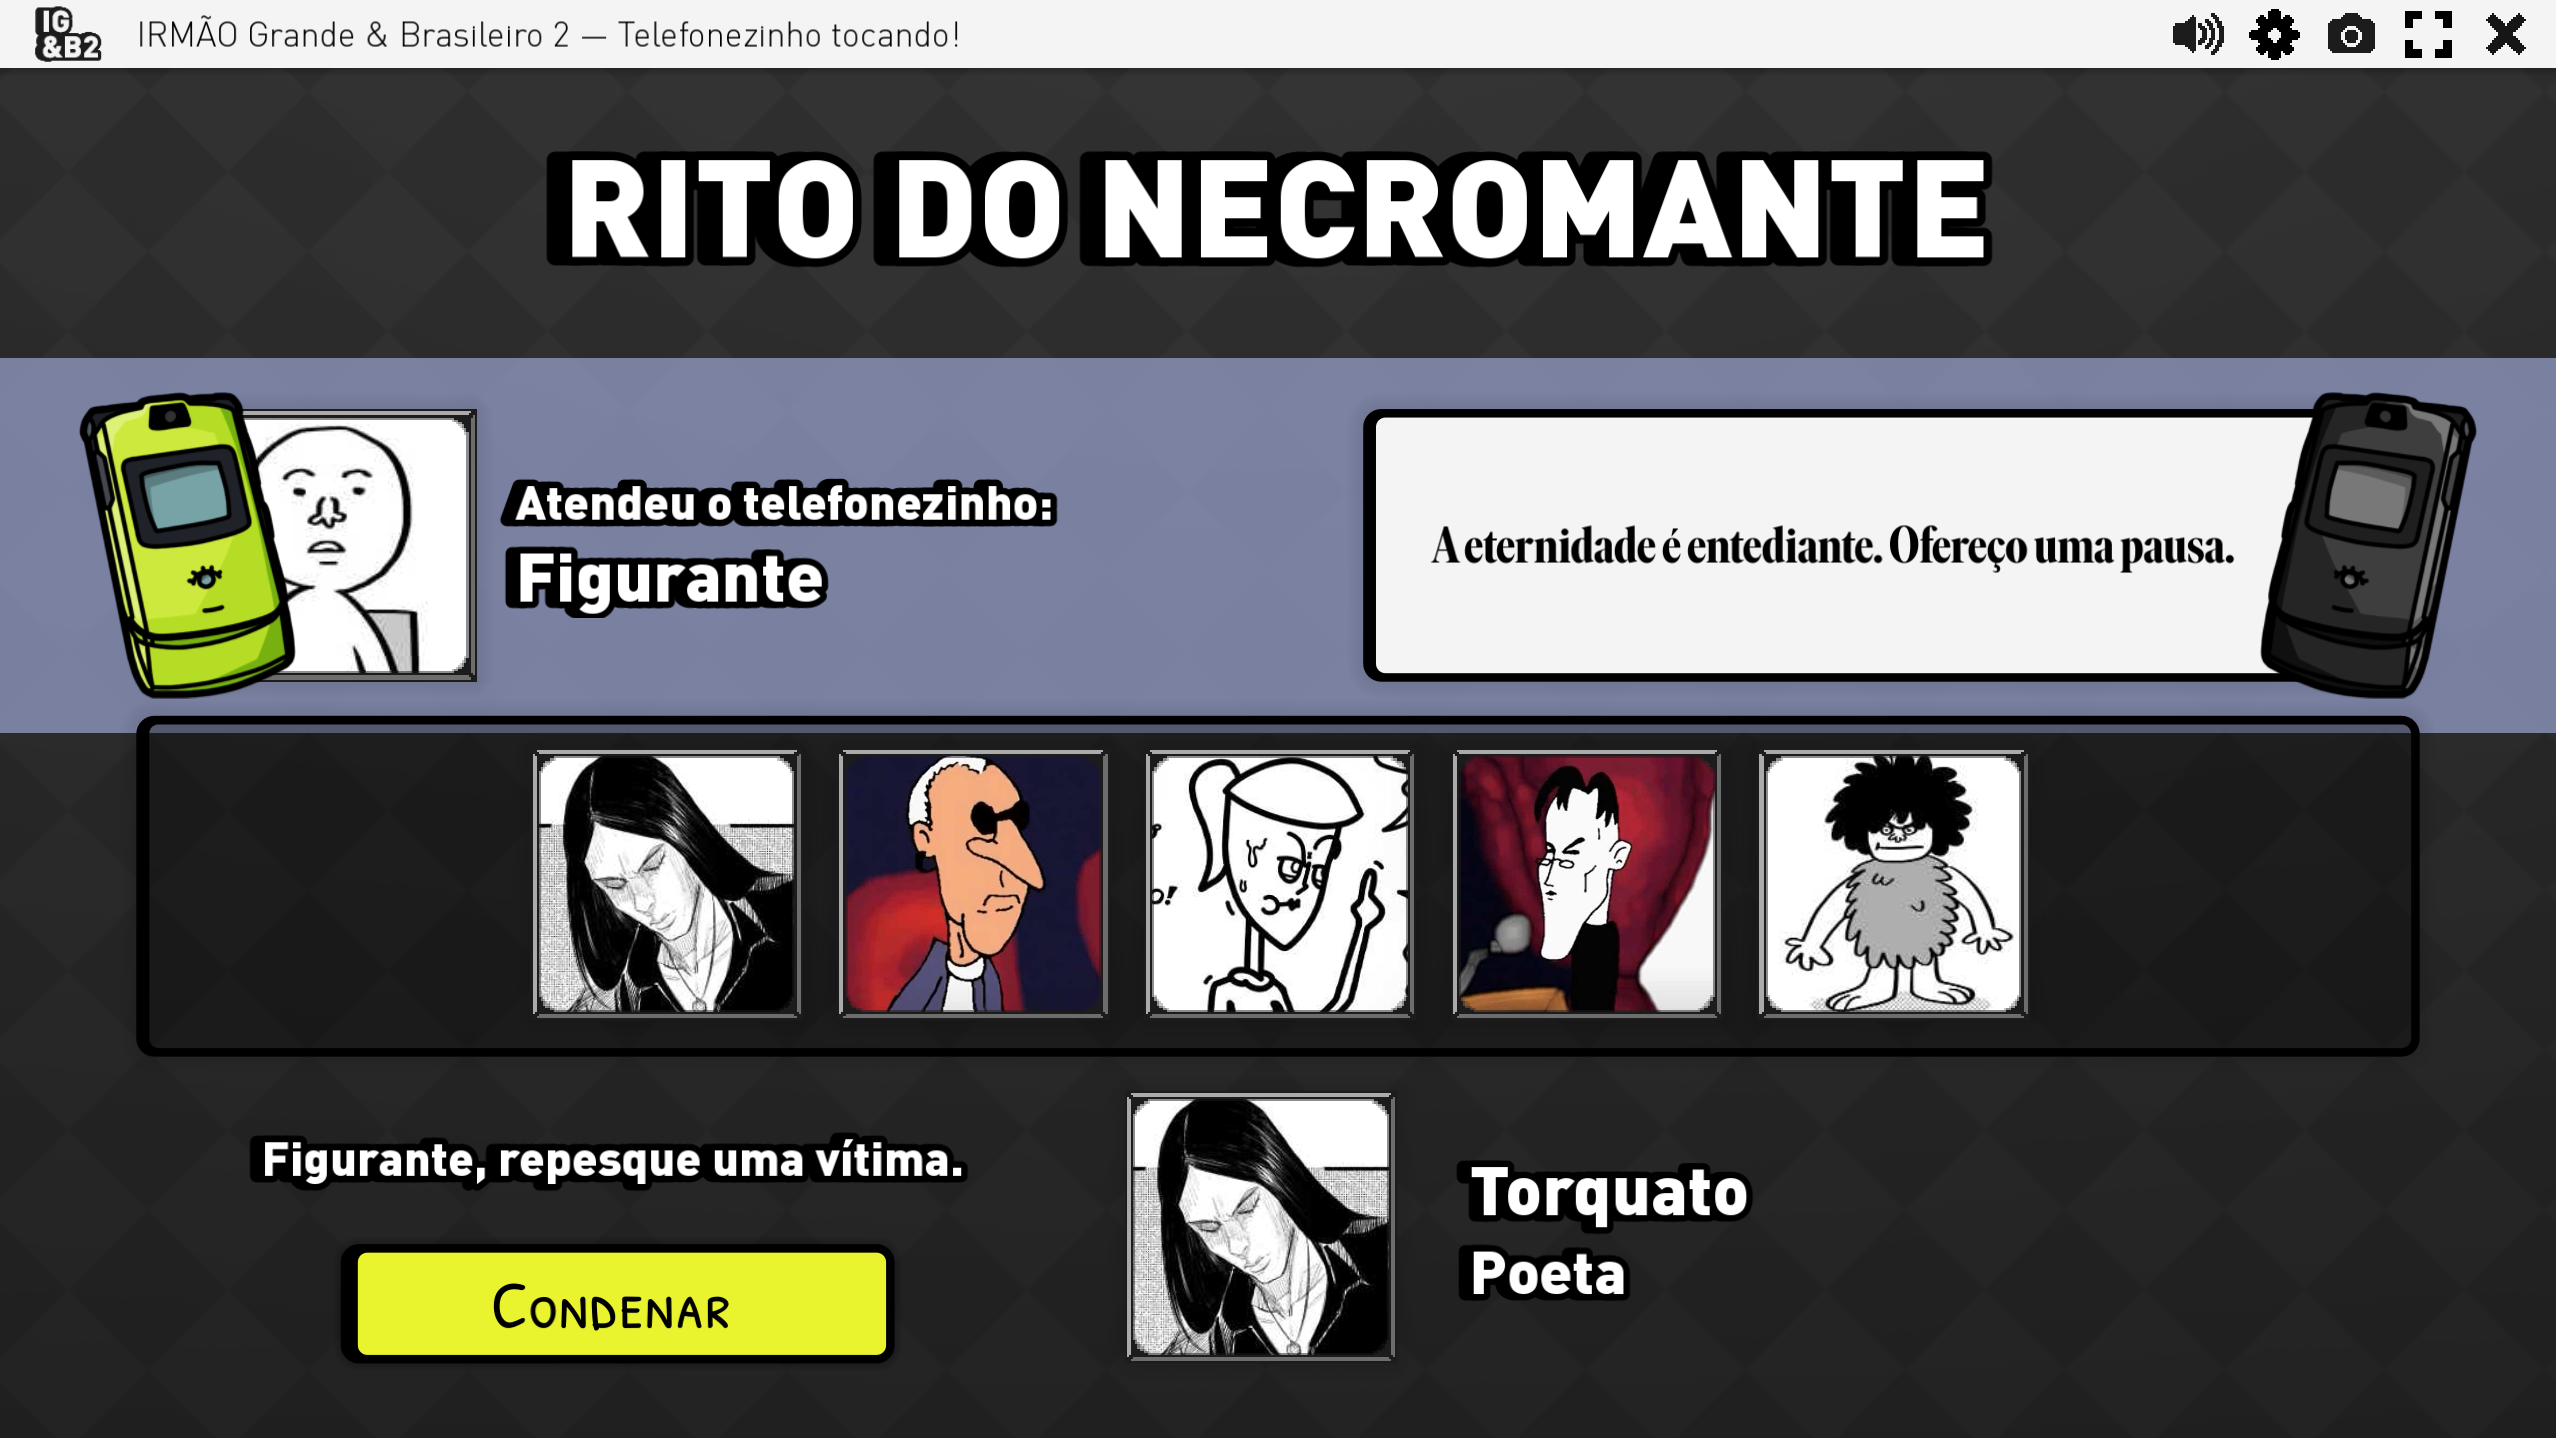 IG
&B2
IRMÃO Grande & Brasileiro 2 — Telefonezinho tocando!
RITO DO NECROMANTE
Atendeu o telefonezinho:
Figurante
A eternidade é entediante. Ofereço uma pausa.
o!
Figurante, repesque uma vítima.
Condenar
Torquato
Poeta